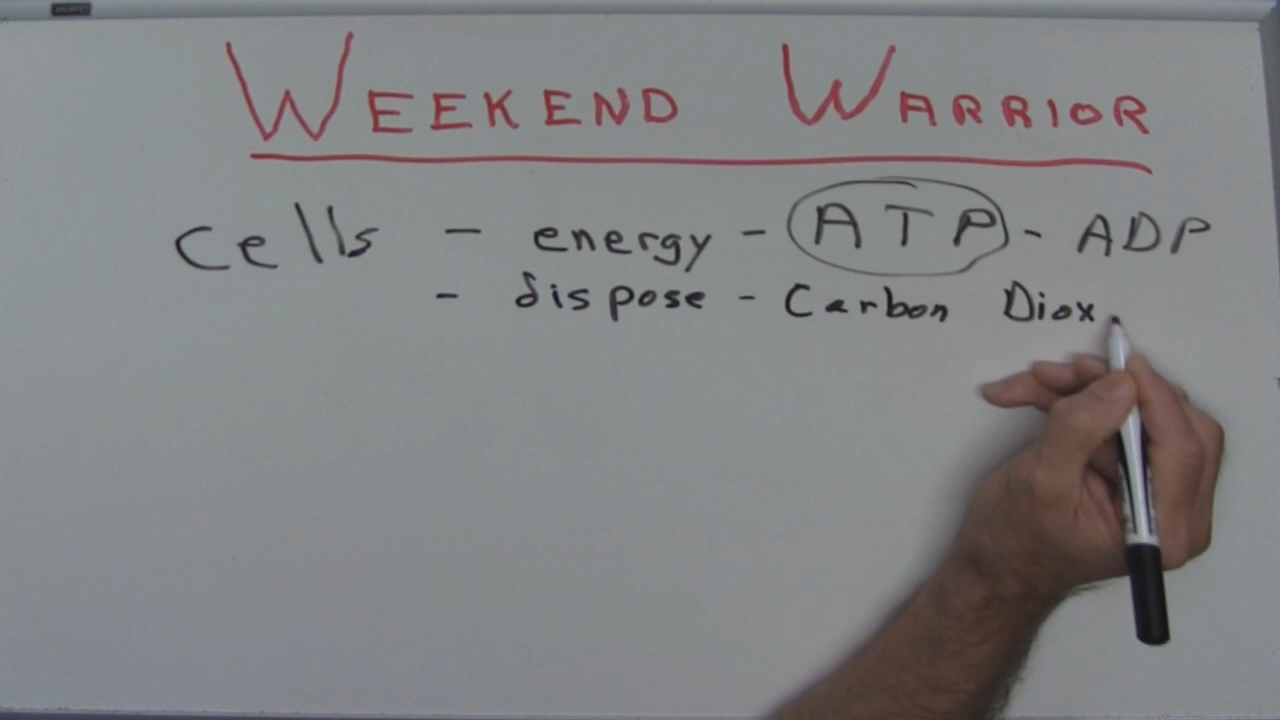 WEEKEND WARRIOR
Cells - energy - ATP - ADP
- dispose - Carbon Diox